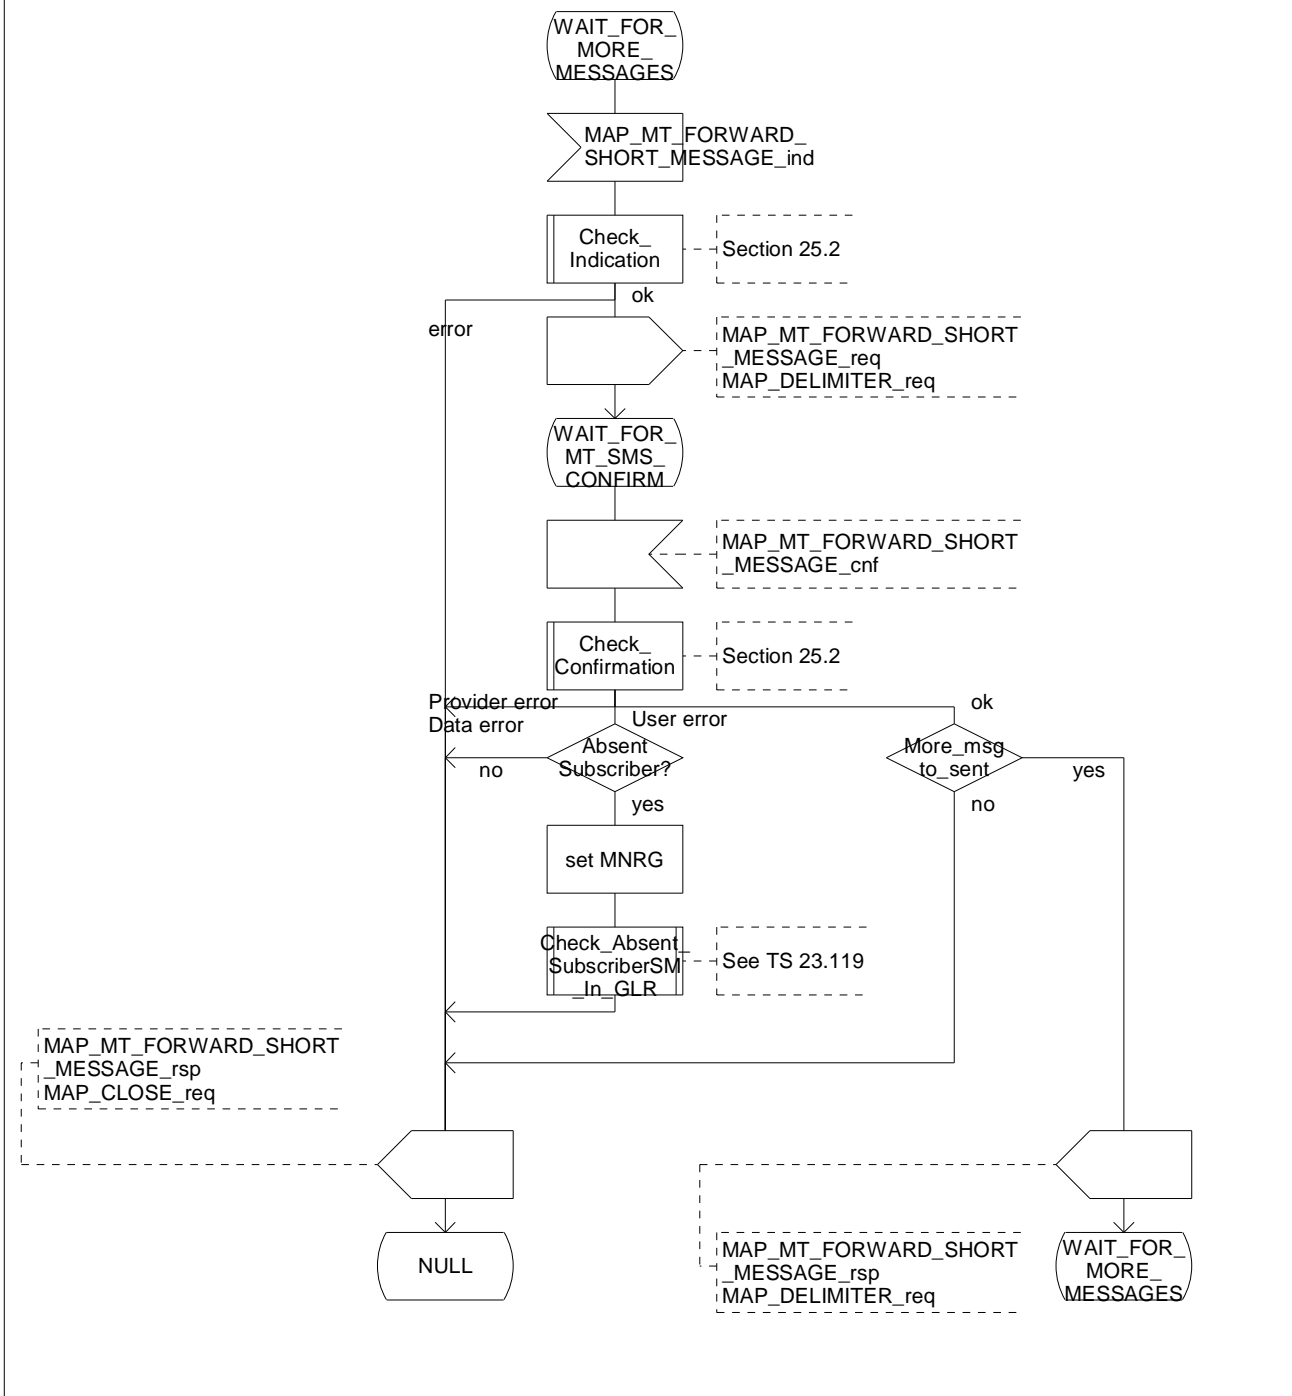 WAIT_FOR_
MORE_
MESSAGES
MAP_MT_FORWARD_
SHORT_MESSAGE_ind
Check_
Indication
Section 25.2
ok
error
MAP_MT_FORWARD_SHORT
_MESSAGE_req
MAP_DELIMITER_req
WAIT_FOR_
MT_SMS_
CONFIRM
MAP_MT_FORWARD_SHORT
_MESSAGE_cnf
Check_
Confirmation
Section 25.2
Provider error
Data error
User error
ok
Absent
Subscriber?
no
yes
More_msg
to_sent
yes
no
set MNRG
Check_Absent_
SubscriberSM
_In_GLR
See TS 23.119
MAP_MT_FORWARD_SHORT
_MESSAGE_rsp
MAP_CLOSE_req
NULL
MAP_MT_FORWARD_SHORT
_MESSAGE_rsp
MAP_DELIMITER_req
WAIT_FOR_
MORE_
MESSAGES